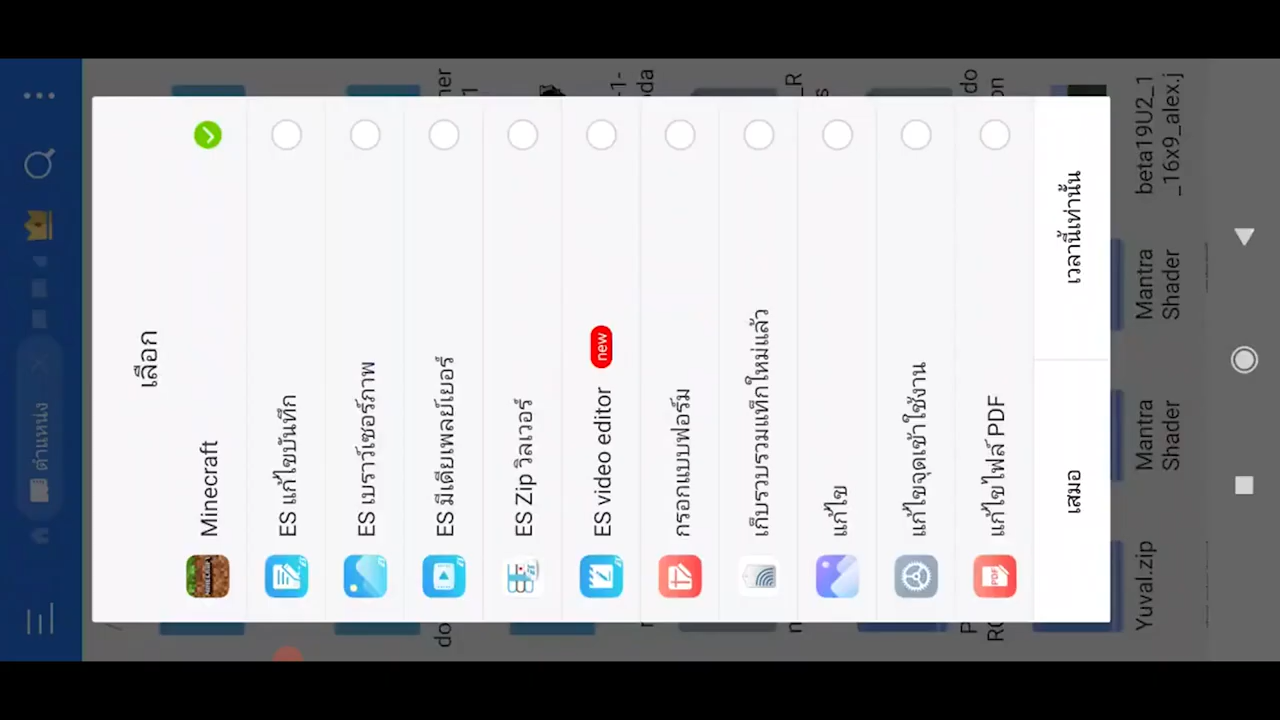 ตำแหน่ง
เลือก
Minecraft
ES แก้ไขบันทึก
ES เบราว์เซอร์ภาพ
ES มีเดียเพลย์เยอร์
ES Zip วิลเวอร์
ES video editor new
กรอกแบบฟอร์ม
เก็บรวบรวมแท็กใหม่แล้ว
แก้ไข
แก้ไขจุดเข้าใช้งาน
แก้ไขไฟล์ PDF
เสมอ
เวลานี้เท่านั้น
Yuval.zip
Mantra
Shader
Mantra
Shader
beta19U2_1
_16x9_alex.j